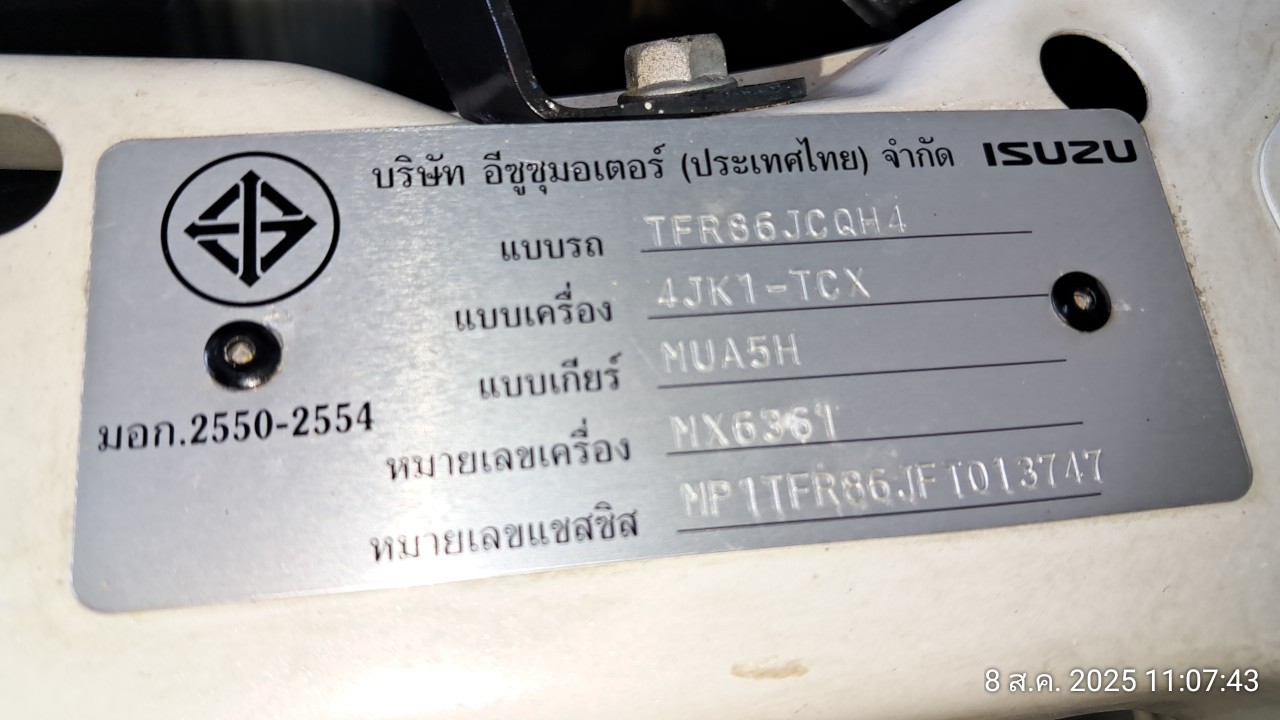 บริษัท อีซูซุมอเตอร์ (ประเทศไทย) จำกัด ISUZU
แบบรถ TFR86JCQH4
แบบเครื่อง 4JK1-TCX
แบบเกียร์ MUA5H
มอก.2550-2554
หมายเลขเครื่อง MX6361
หมายเลขแชสซิส MP1TFR86JFT013747
8 ส.ค. 2025 11:07:43